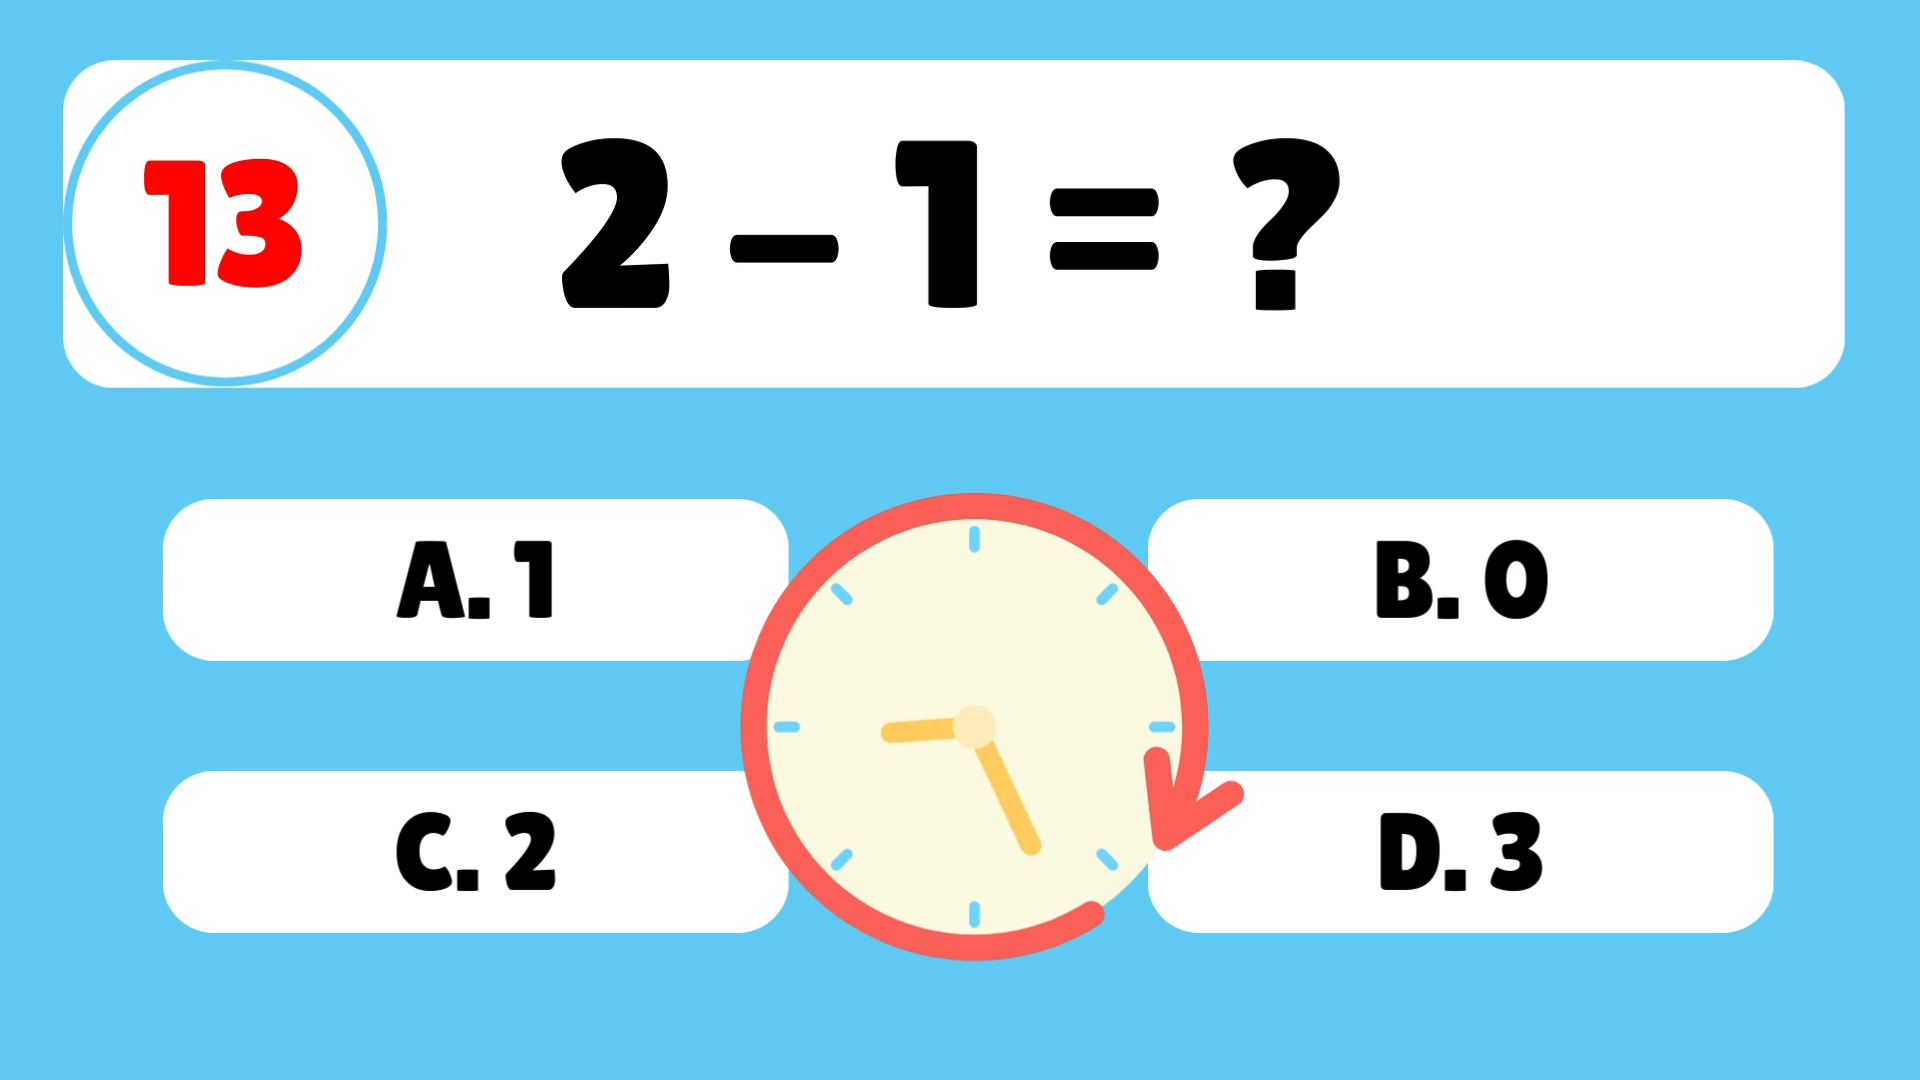 13
2 – 1 = ?
A. 1
B. 0
C. 2
D. 3